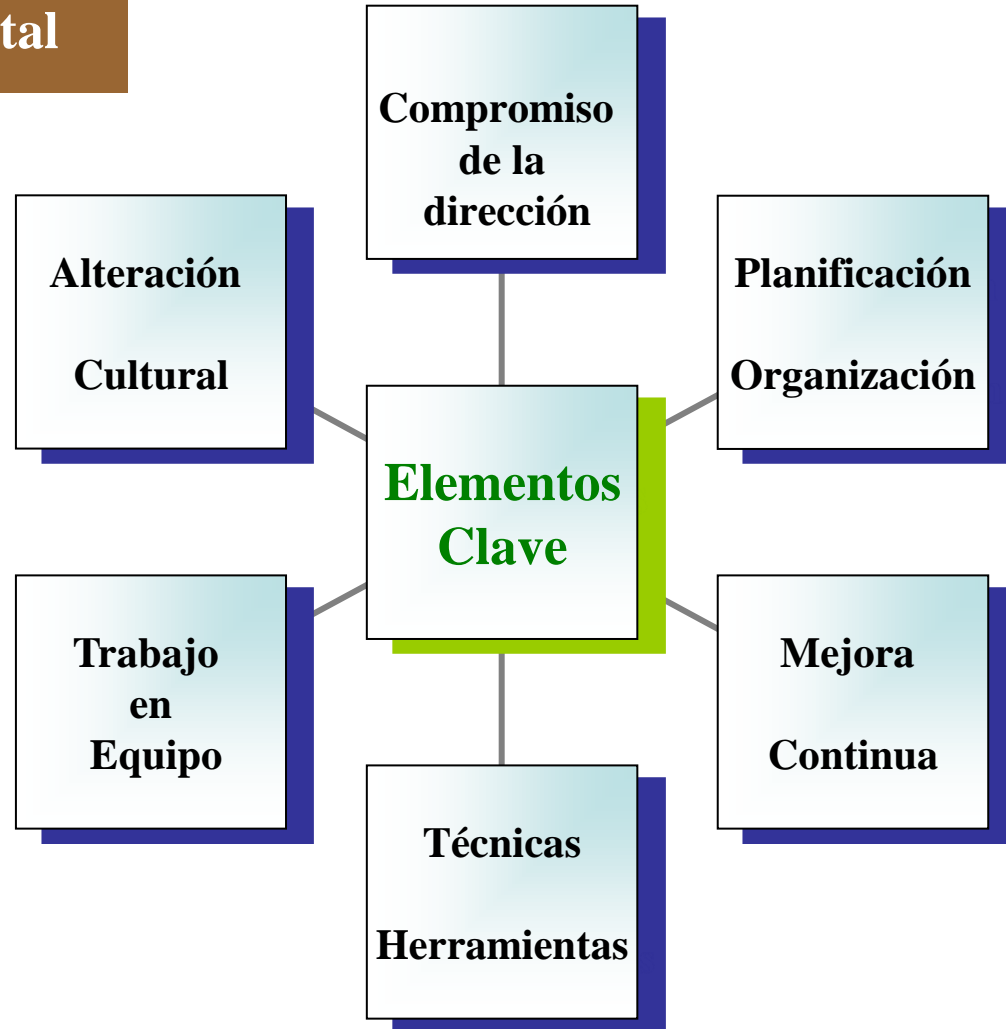 tal
Compromiso
de la
dirección
Alteración
Cultural
Planificación
Organización
Elementos
Clave
Trabajo
en
Equipo
Mejora
Continua
Técnicas
Herramientas